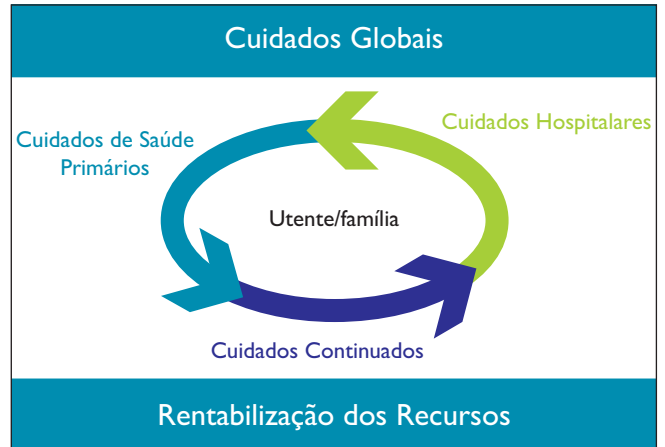 Cuidados Globais
Cuidados Hospitalares
Cuidados de Saúde
Primários
Utente/família
Cuidados Continuados
Rentabilização dos Recursos